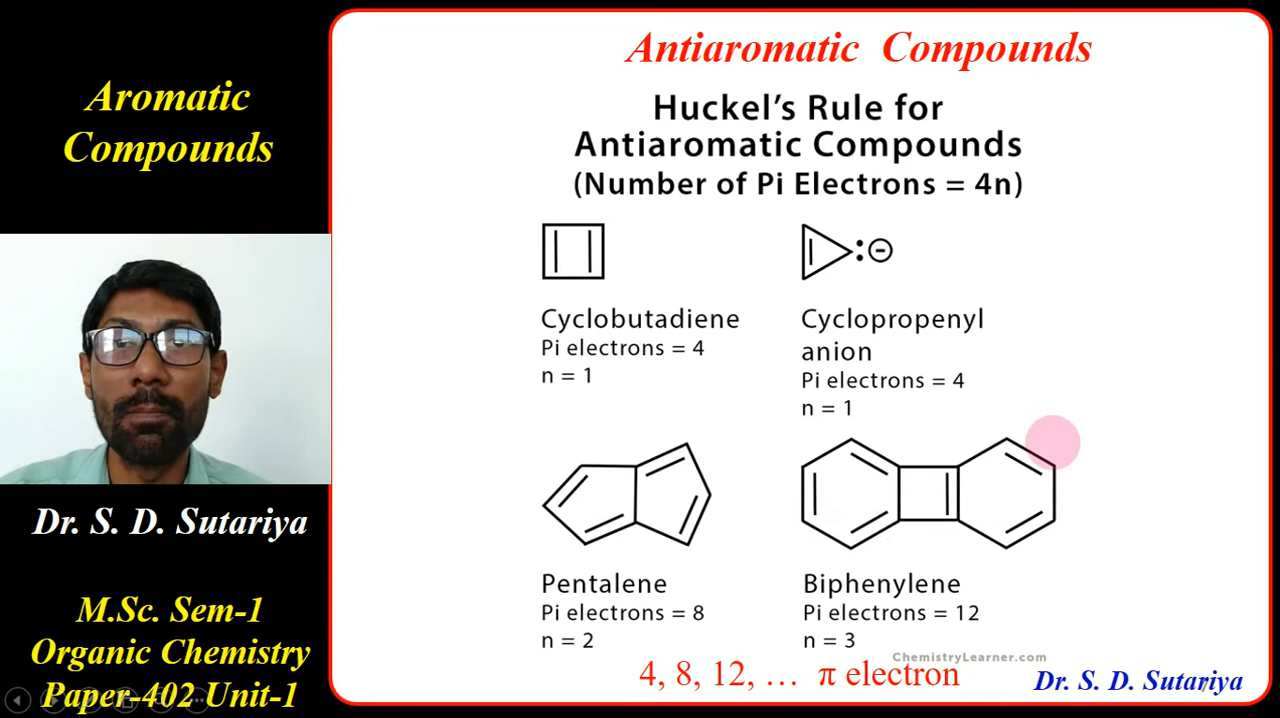 Aromatic
Compounds
Dr. S. D. Sutariya
M.Sc. Sem-1
Organic Chemistry
Paper-402 Unit-1
Antiaromatic Compounds
Huckel’s Rule for
Antiaromatic Compounds
(Number of Pi Electrons = 4n)
Cyclobutadiene
Pi electrons = 4
n = 1
:⊖
Cyclopropenyl
anion
Pi electrons = 4
n = 1
Pentalene
Pi electrons = 8
n = 2
Biphenylene
Pi electrons = 12
n = 3
ChemistryLearner.com
4, 8, 12, … π electron
Dr. S. D. Sutariya